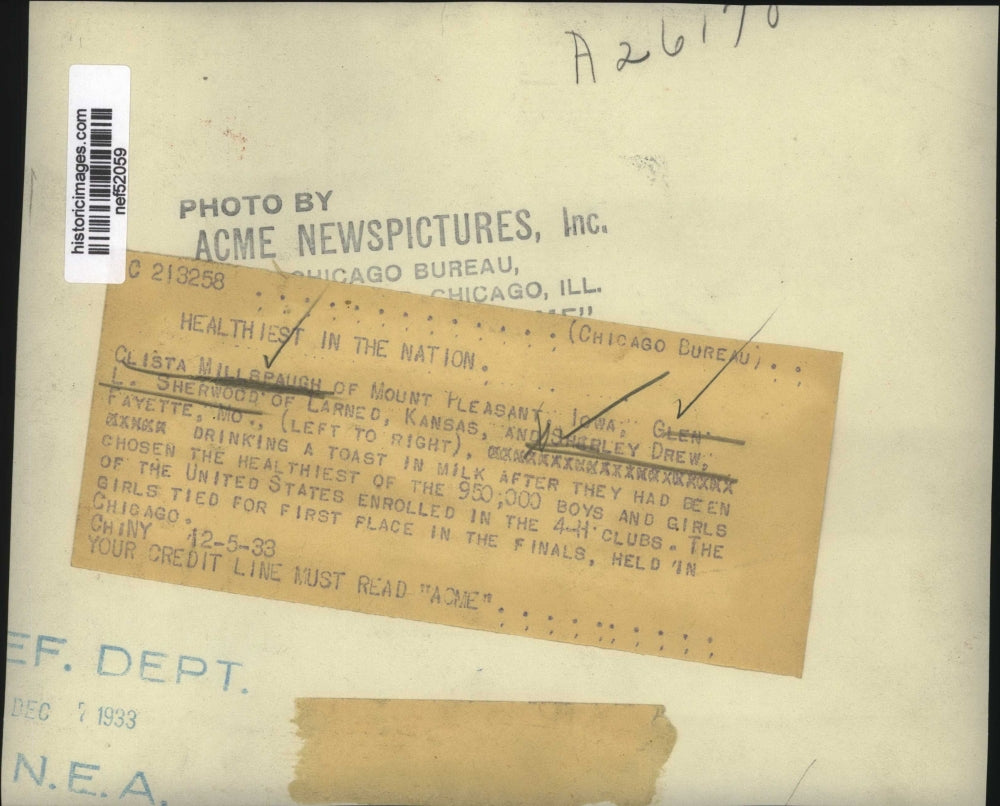 A26170
historicimages.com
nef52059
PHOTO BY
ACME NEWSPICTURES, Inc.
CHICAGO BUREAU,
CHICAGO, ILL.
C 213258
(CHICAGO BUREAU)
HEALTHIEST IN THE NATION.
CLISTA MILLSPAUGH OF MOUNT PLEASANT, IOWA, GLEN
L. SHERWOOD OF LARNED, KANSAS, AND SHIRLEY DREW,
FAYETTE, MO., (LEFT TO RIGHT),
DRINKING A TOAST IN MILK AFTER THEY HAD BEEN
CHOSEN THE HEALTHIEST OF THE 950,000 BOYS AND GIRLS
OF THE UNITED STATES ENROLLED IN THE 4-H CLUBS. THE
GIRLS TIED FOR FIRST PLACE IN THE FINALS, HELD IN
CHICAGO.
CHINY 12-5-33
YOUR CREDIT LINE MUST READ "ACME".
EF. DEPT.
DEC 7 1933
N.E.A.